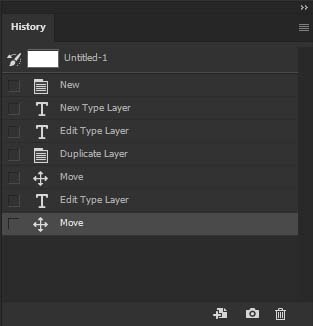 History
Untitled-1
New
New Type Layer
Edit Type Layer
Duplicate Layer
Move
Edit Type Layer
Move